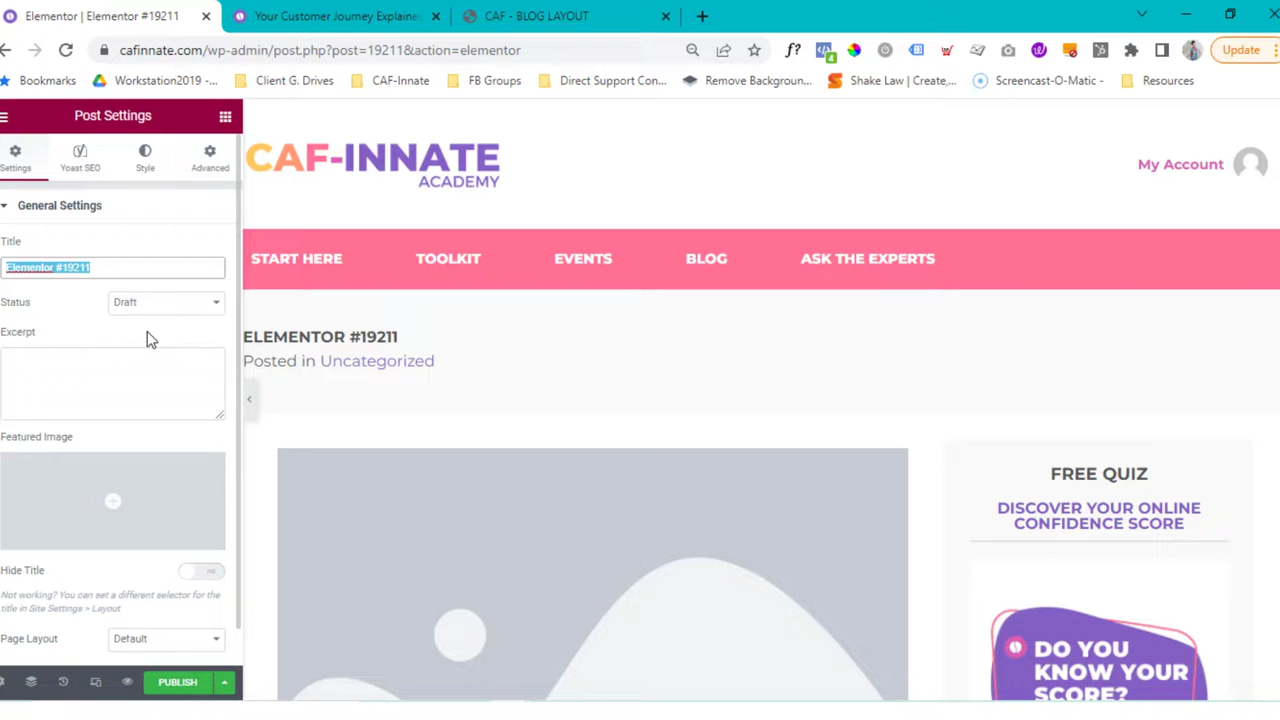 Elementor | Elementor #19211
Your Customer Journey Explaine
CAF - BLOG LAYOUT
cafinnate.com/wp-admin/post.php?post=19211&action=elementor
Update
Bookmarks
Workstation2019 -...
Client G. Drives
CAF-Innate
FB Groups
Direct Support Con...
Remove Backgroun...
Shake Law | Create,...
Screencast-O-Matic -
Resources
Post Settings
Settings
Yoast SEO
Style
Advanced
General Settings
Title
Elementor #19211
Status
Draft
Excerpt
Featured Image
Hide Title
NO
Not working? You can set a different selector for the
title in Site Settings > Layout
Page Layout
Default
PUBLISH
CAF-INNATE
ACADEMY
My Account
START HERE
TOOLKIT
EVENTS
BLOG
ASK THE EXPERTS
ELEMENTOR #19211
Posted in Uncategorized
FREE QUIZ
DISCOVER YOUR ONLINE
CONFIDENCE SCORE
DO YOU
KNOW YOUR
SCORE?